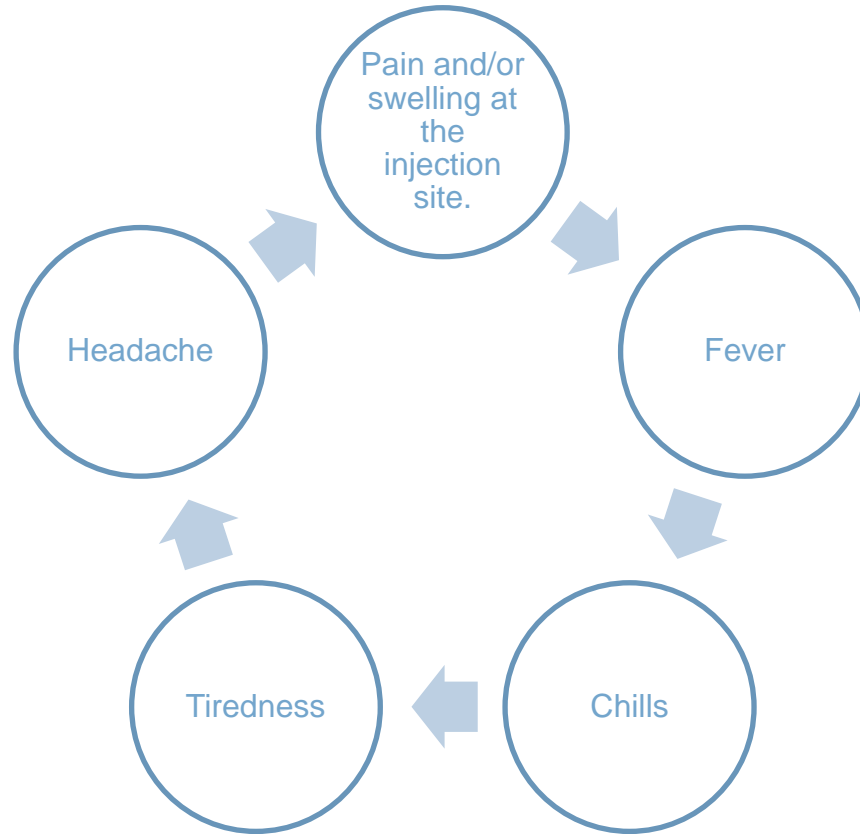 Pain and/or
swelling at
the
injection
site.
Fever
Chills
Tiredness
Headache